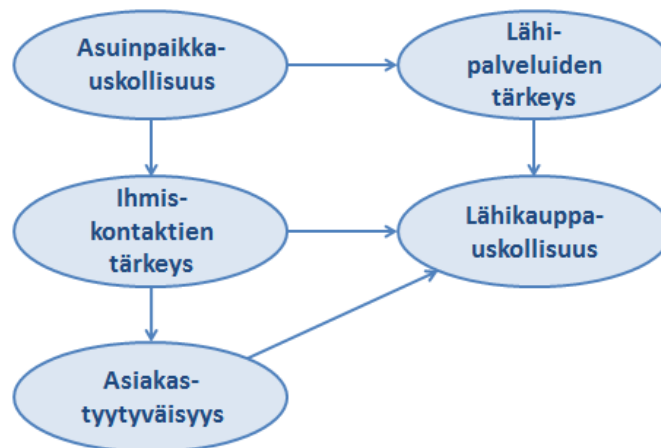 Asuinpaikka-
uskollisuus
Lähi-
palveluiden
tärkeys
Ihmis-
kontaktien
tärkeys
Lähikauppa-
uskollisuus
Asiakas-
tyytyväisyys